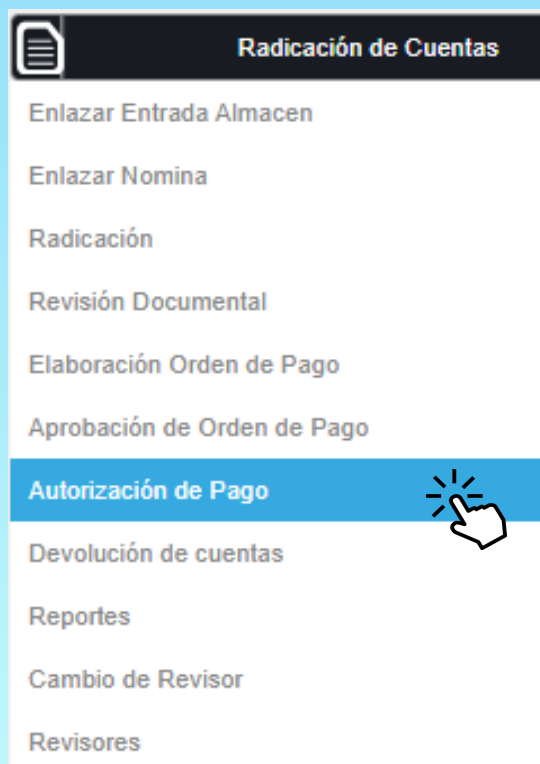 Radicación de Cuentas
Enlazar Entrada Almacen
Enlazar Nomina
Radicación
Revisión Documental
Elaboración Orden de Pago
Aprobación de Orden de Pago
Autorización de Pago
Devolución de cuentas
Reportes
Cambio de Revisor
Revisores